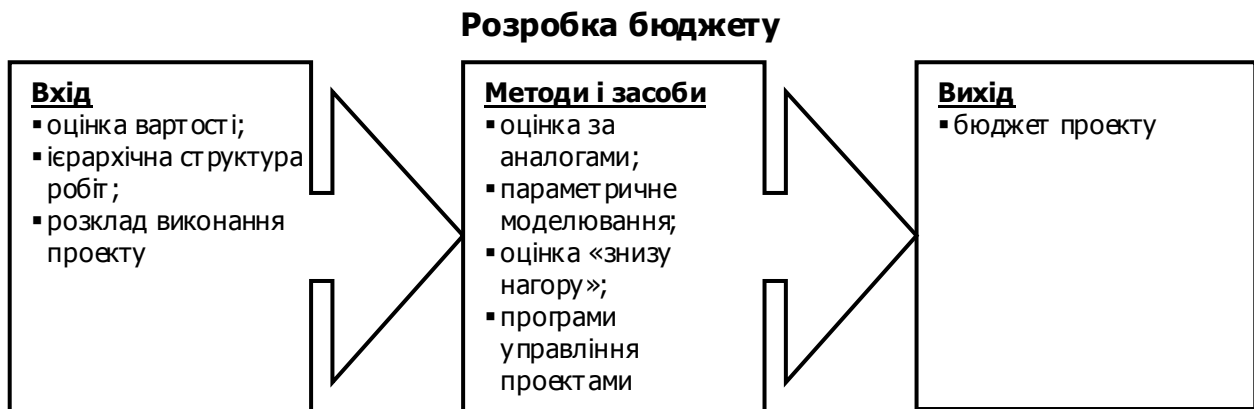 Розробка бюджету
Вхід
▪ оцінка вартості;
▪ ієрархічна структура
робіт;
▪ розклад виконання
проекту
Методи і засоби
▪ оцінка за
аналогами;
▪ параметричне
моделювання;
▪ оцінка «знизу
нагору»;
▪ програми
управління
проектами
Вихід
▪ бюджет проекту